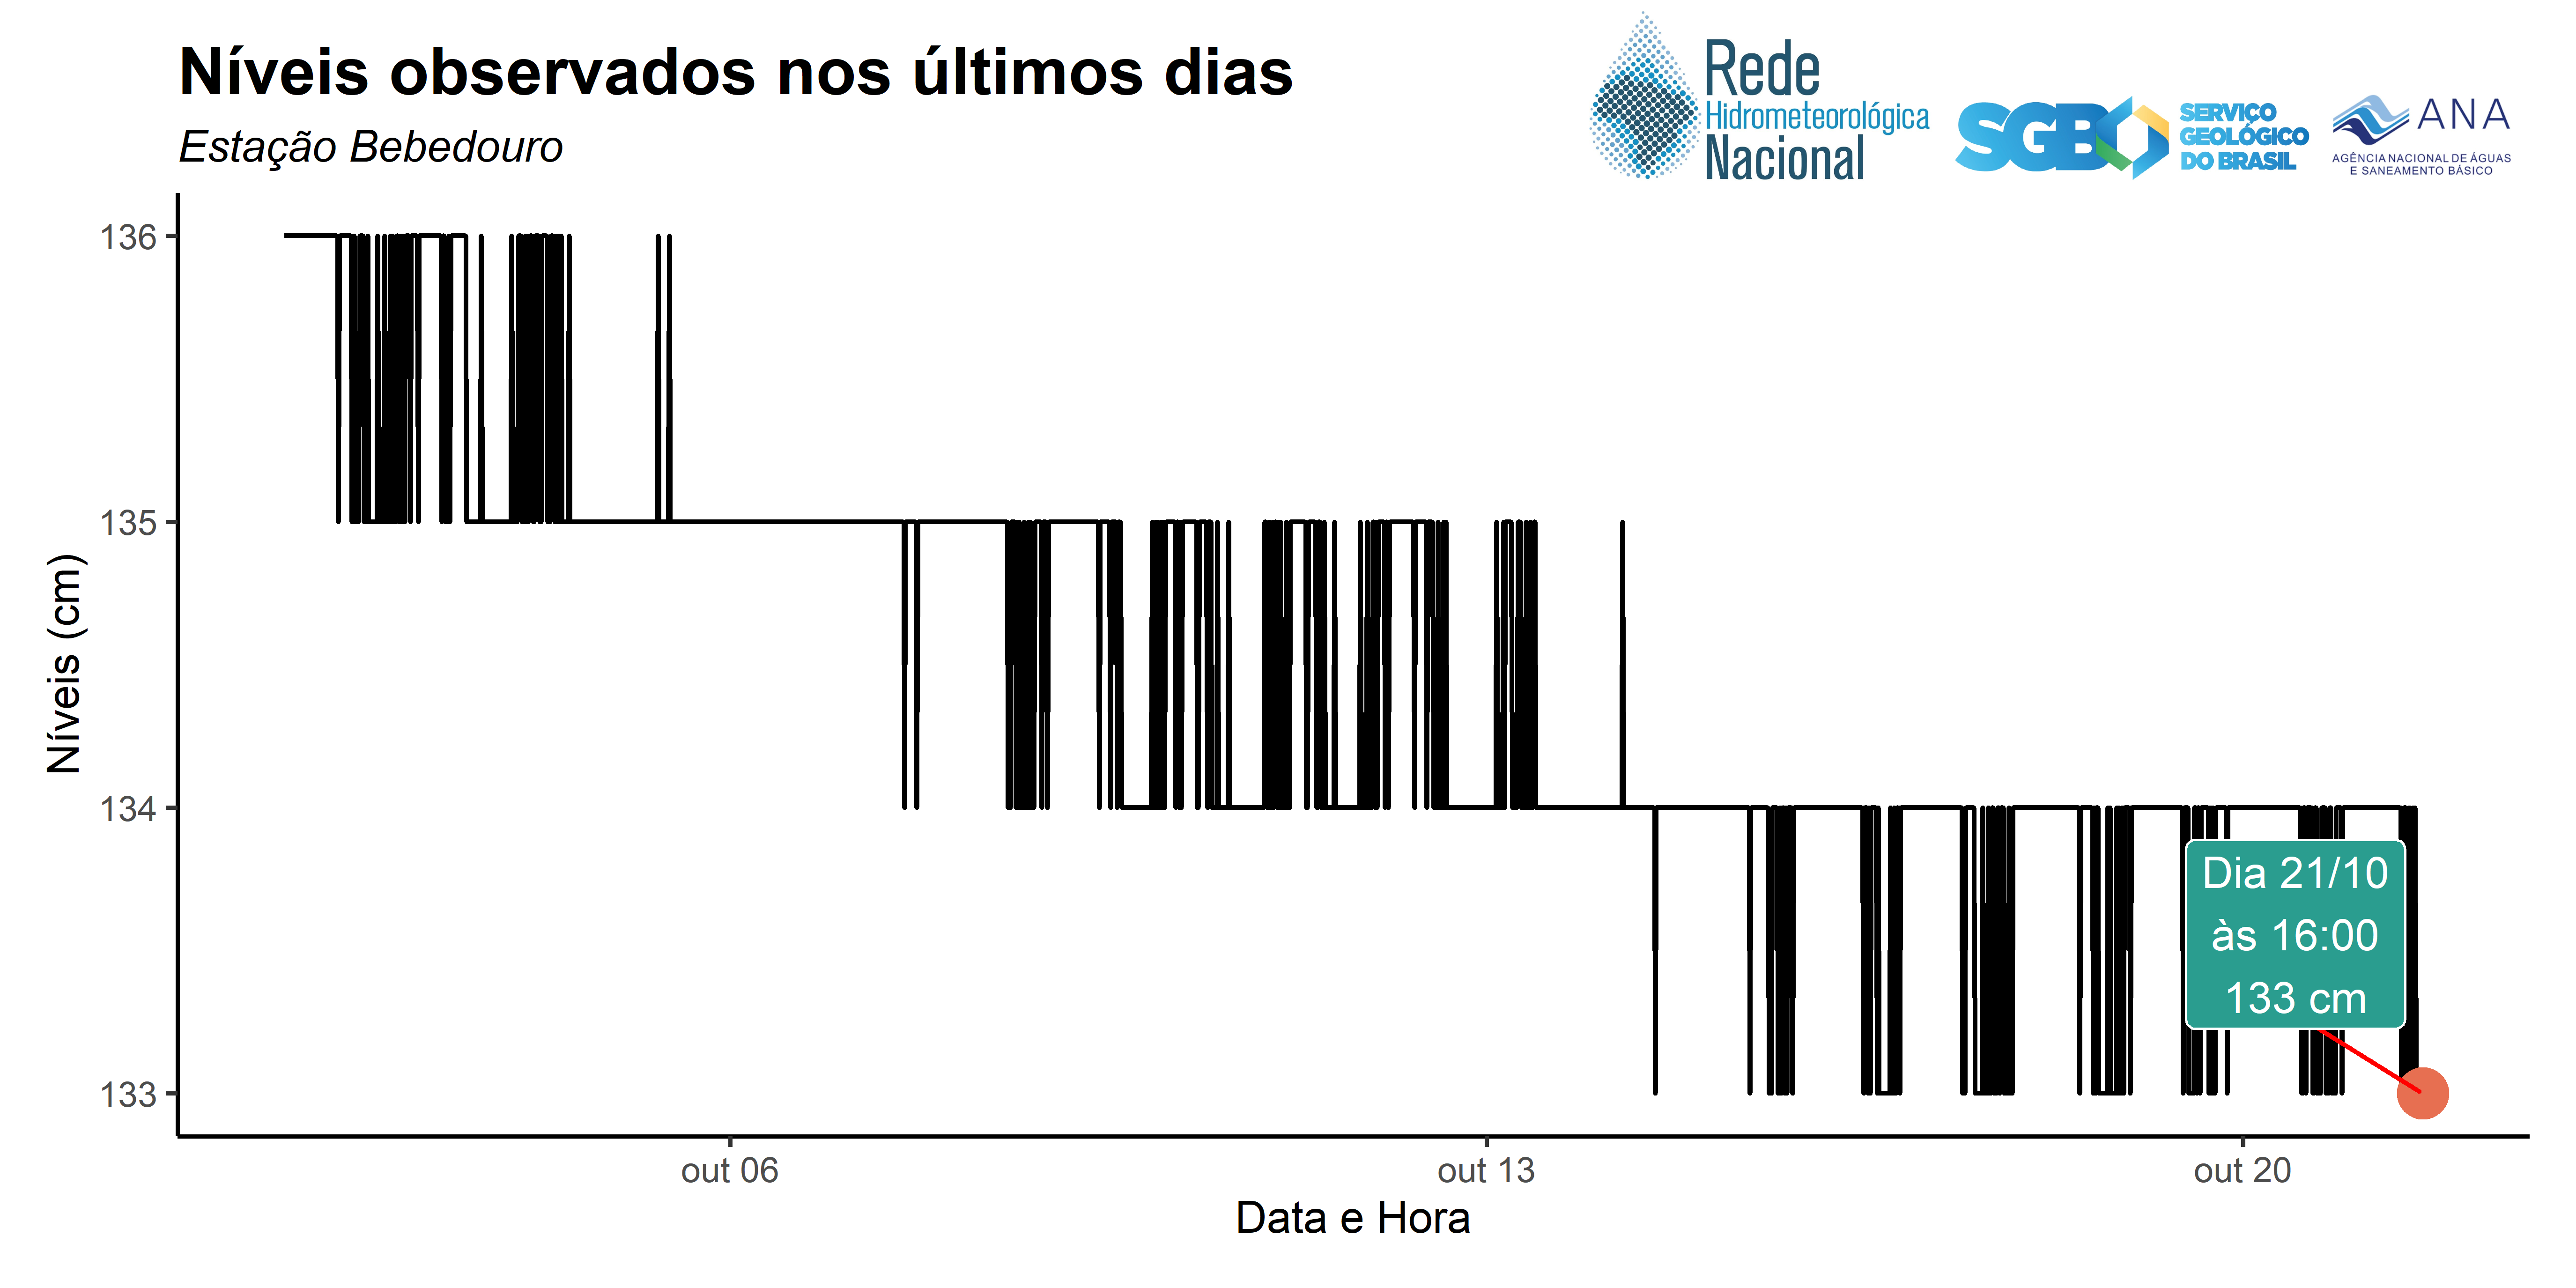 Níveis observados nos últimos dias
Estação Bebedouro
Rede
Hidrometeorológica
Nacional
SGB
SERVIÇO
GEOLÓGICO
DO BRASIL
ANA
AGÊNCIA NACIONAL DE ÁGUAS
E SANEAMENTO BÁSICO
Níveis (cm)
136
135
134
133
Dia 21/10
às 16:00
133 cm
out 06
out 13
out 20
Data e Hora